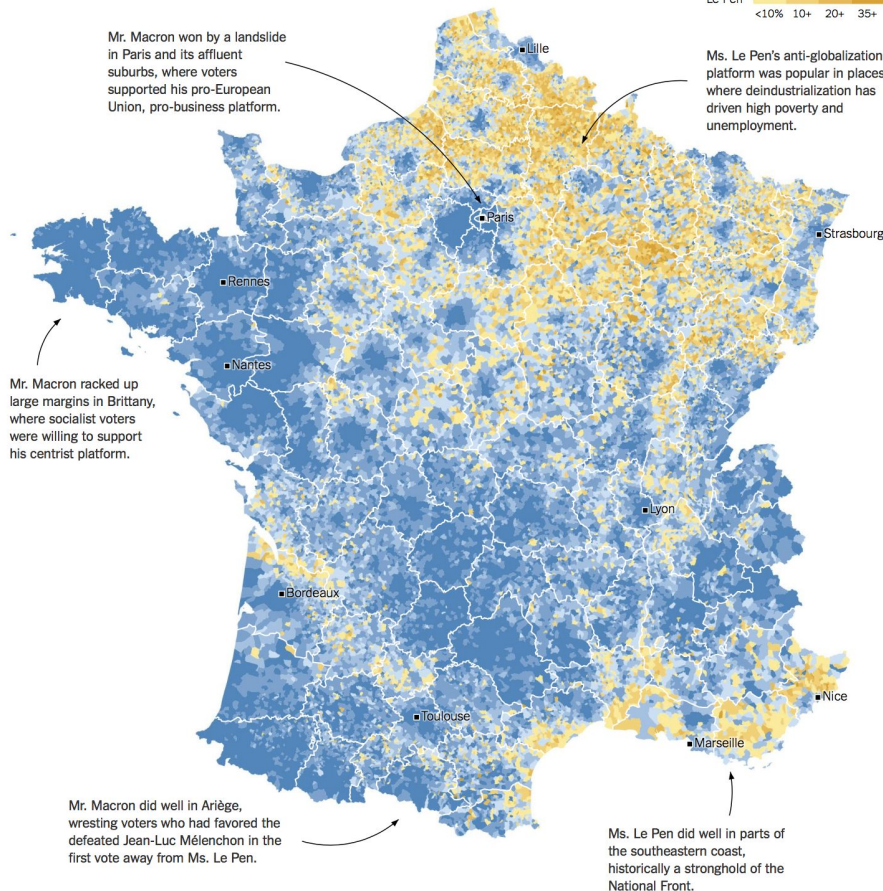 Le Pen
<10% 10+ 20+ 35+
Mr. Macron won by a landslide
in Paris and its affluent
suburbs, where voters
supported his pro-European
Union, pro-business platform.
Lille
Ms. Le Pen's anti-globalization
platform was popular in places
where deindustrialization has
driven high poverty and
unemployment.
Paris
Strasbourg
Rennes
Nantes
Mr. Macron racked up
large margins in Brittany,
where socialist voters
were willing to support
his centrist platform.
Lyon
Bordeaux
Nice
Toulouse
Marseille
Mr. Macron did well in Ariège,
wresting voters who had favored the
defeated Jean-Luc Mélenchon in the
first vote away from Ms. Le Pen.
Ms. Le Pen did well in parts of
the southeastern coast,
historically a stronghold of the
National Front.